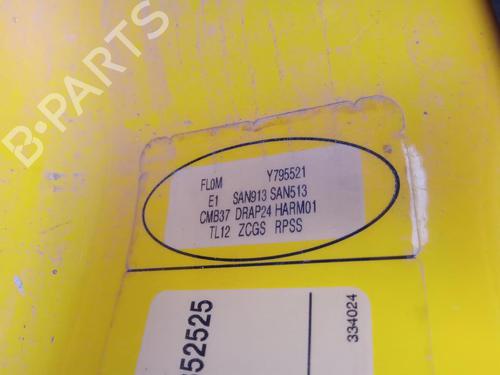 B-PARTS
FL0M Y795521
E1 SAN913 SAN513
CMB37 DRAP24 HARM01
TL12 ZCGS RPSS
52525
334024